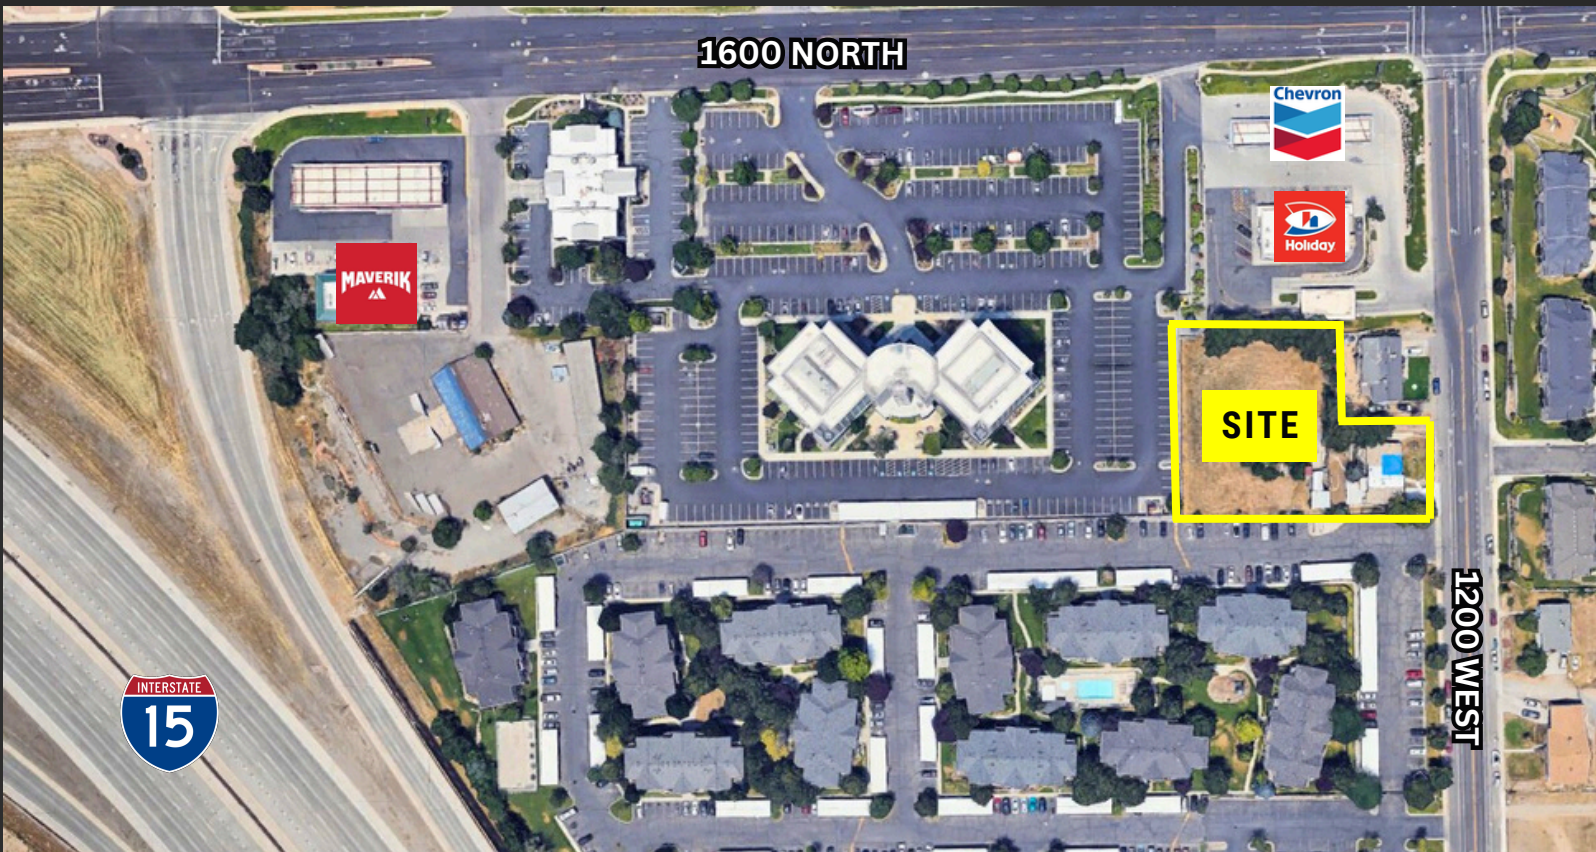 1600 NORTH
Chevron
Holiday
MAVERIK
SITE
1200 WEST
INTERSTATE
15